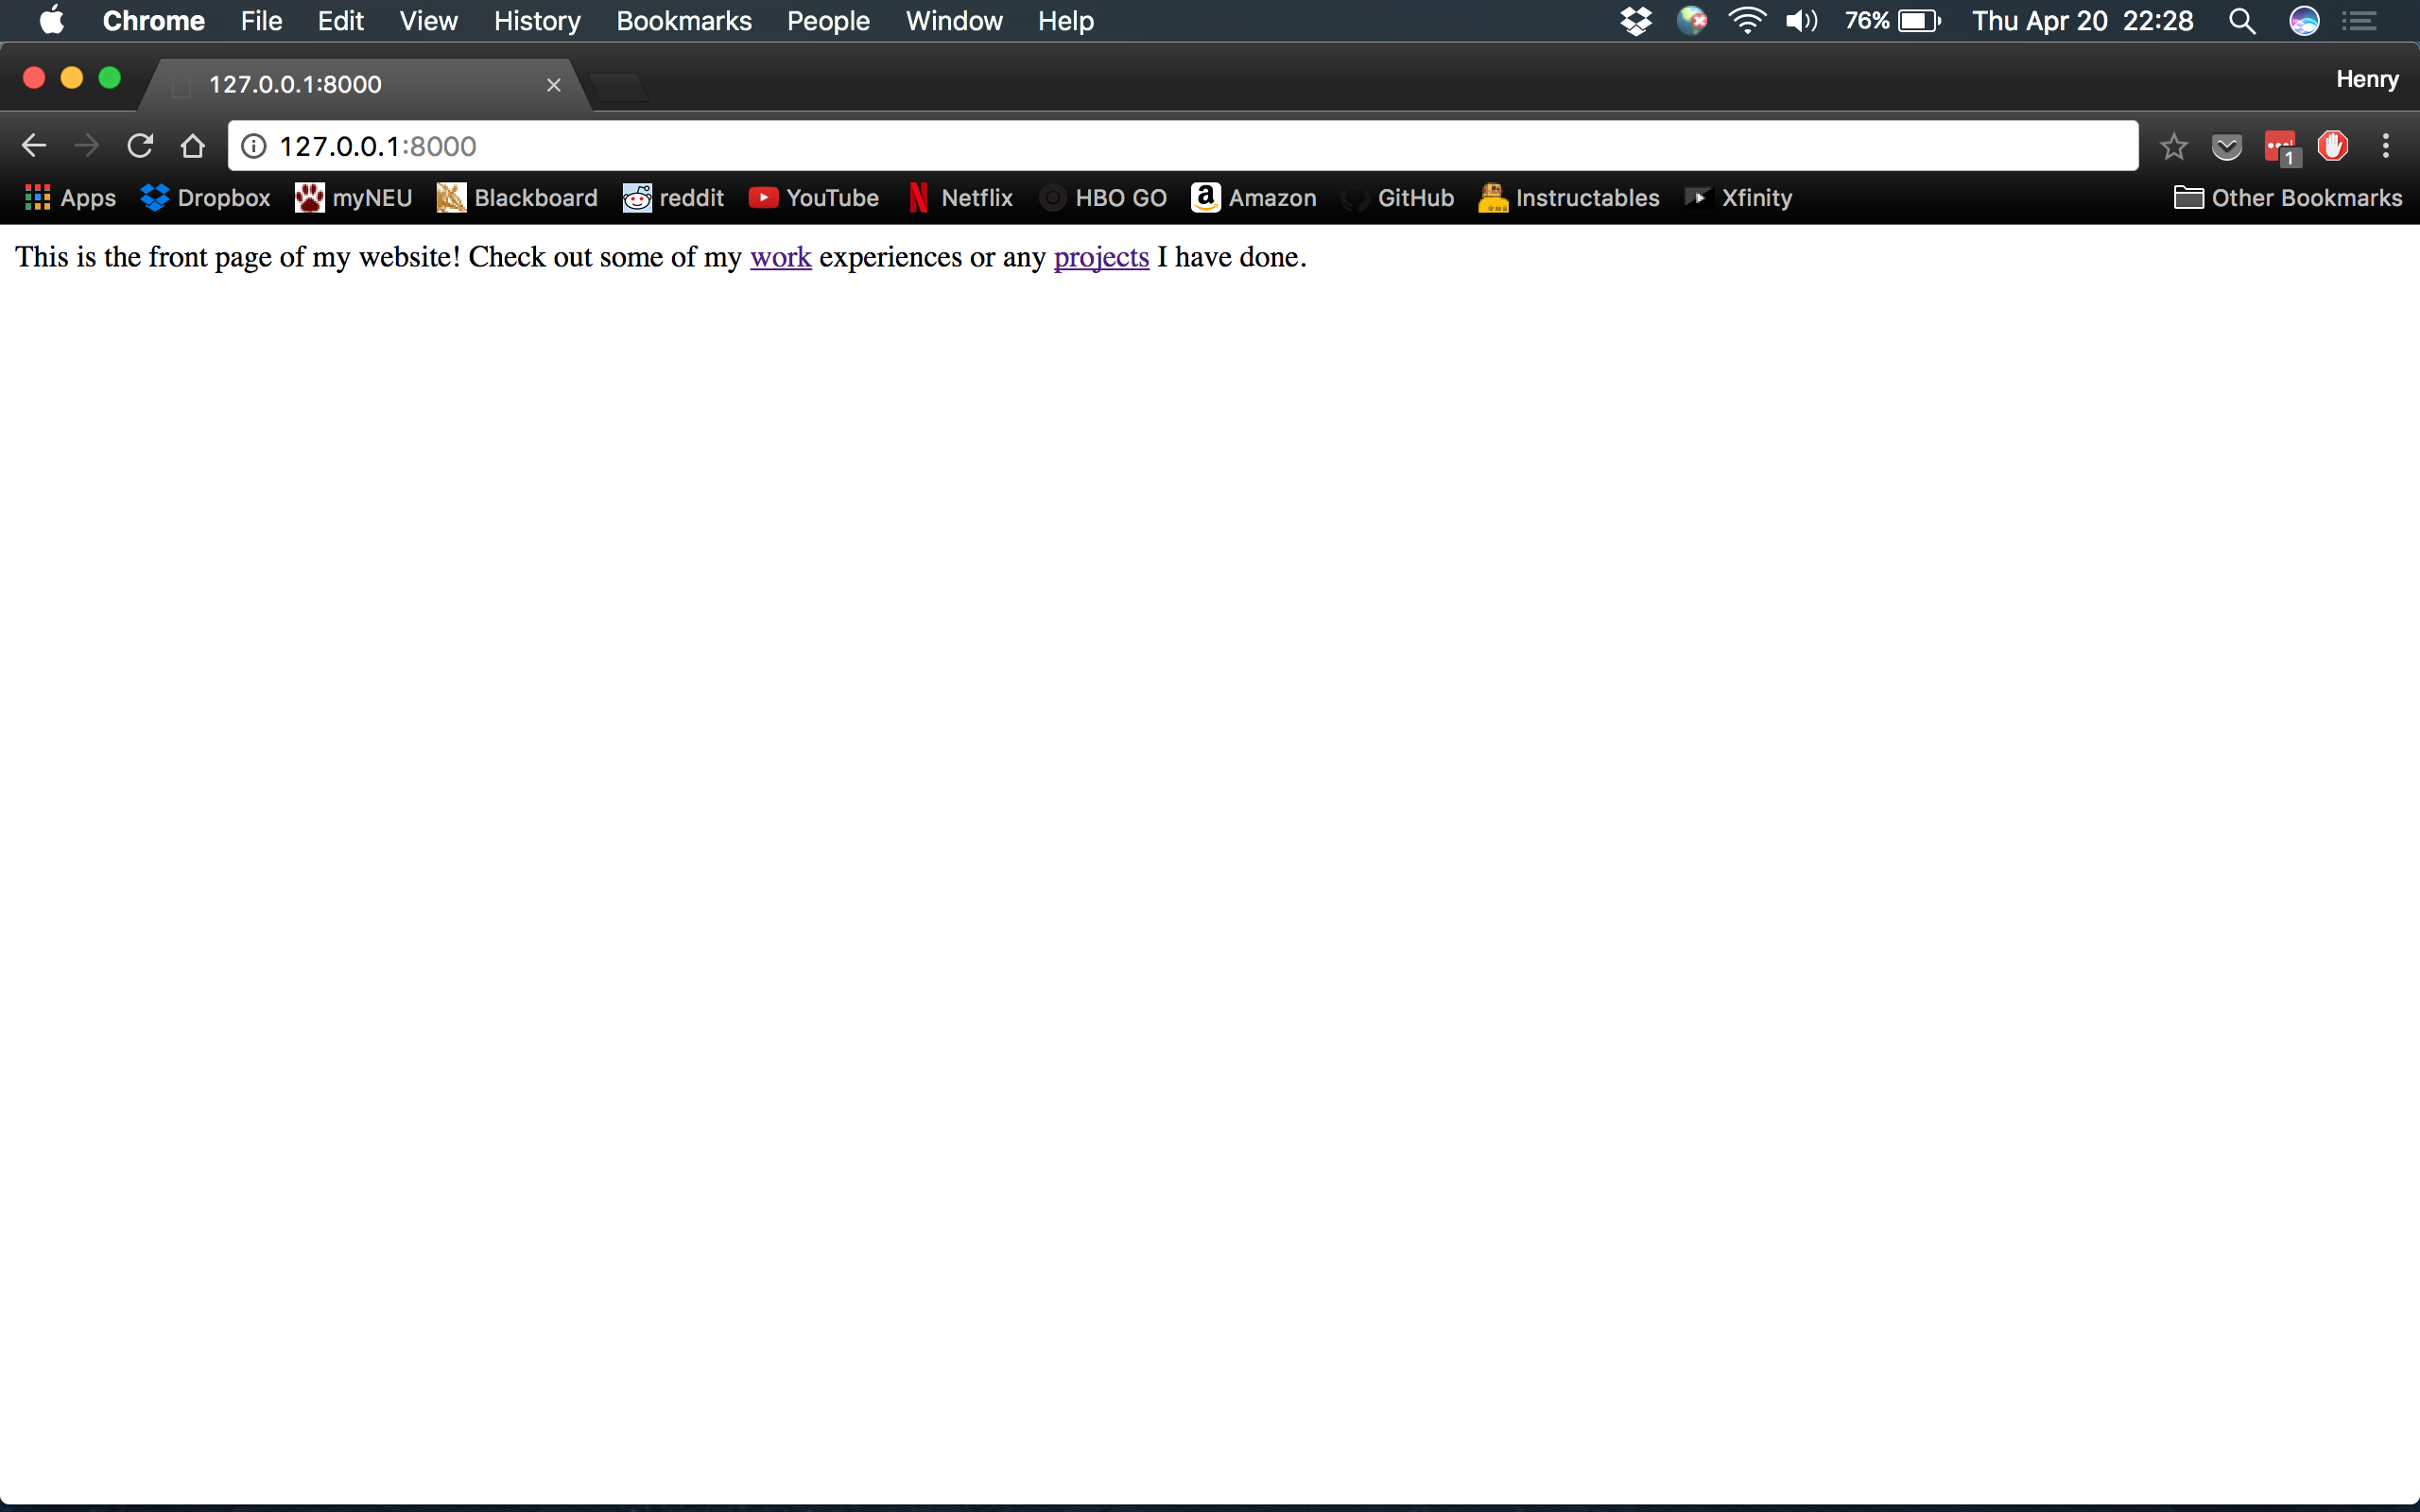 Chrome File Edit View History Bookmarks People Window Help 76% Thu Apr 20 22:28
127.0.0.1:8000 Henry
127.0.0.1:8000 1
Apps Dropbox myNEU Blackboard reddit YouTube Netflix HBO GO Amazon GitHub Instructables Xfinity Other Bookmarks
This is the front page of my website! Check out some of my work experiences or any projects I have done.